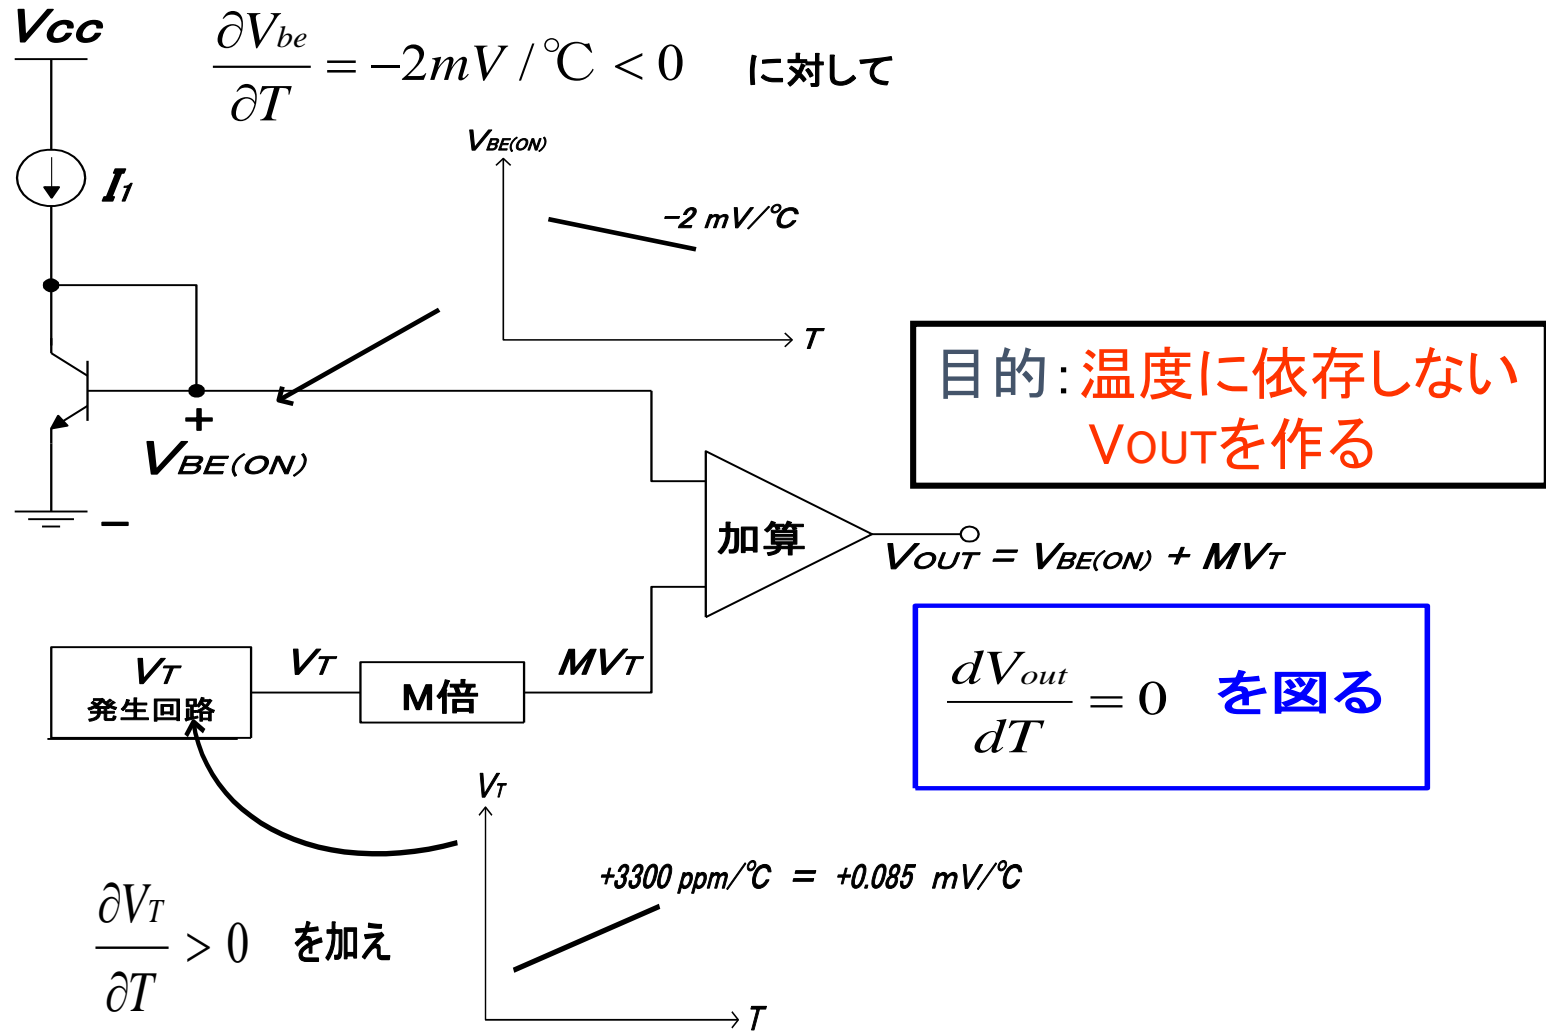 Vcc
∂Vbe/∂T = −2mV / ℃ < 0 に対して
VBE(ON)
I1
−2 mV/℃
T
目的:温度に依存しない
VOUTを作る
+
VBE(ON)
−
加算
VOUT = VBE(ON) + MVT
VT
発生回路
VT
M倍
MVT
dVout/dT = 0 を図る
VT
+3300 ppm/℃ = +0.085 mV/℃
∂VT/∂T > 0 を加え
T